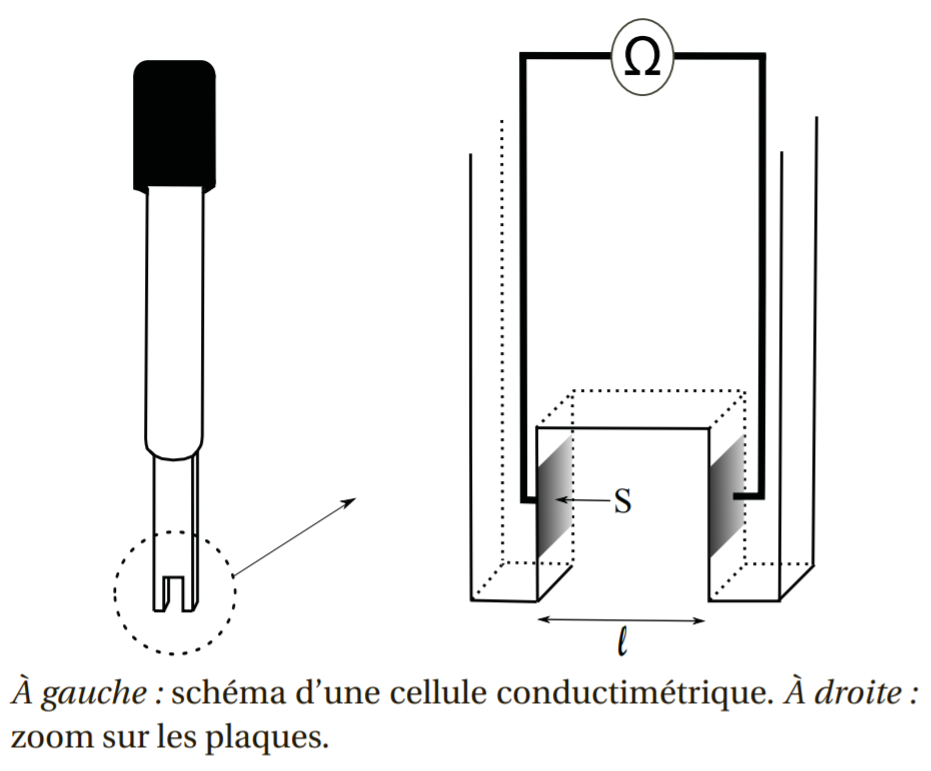 Ω
S
ℓ
À gauche : schéma d’une cellule conductimétrique. À droite :
zoom sur les plaques.